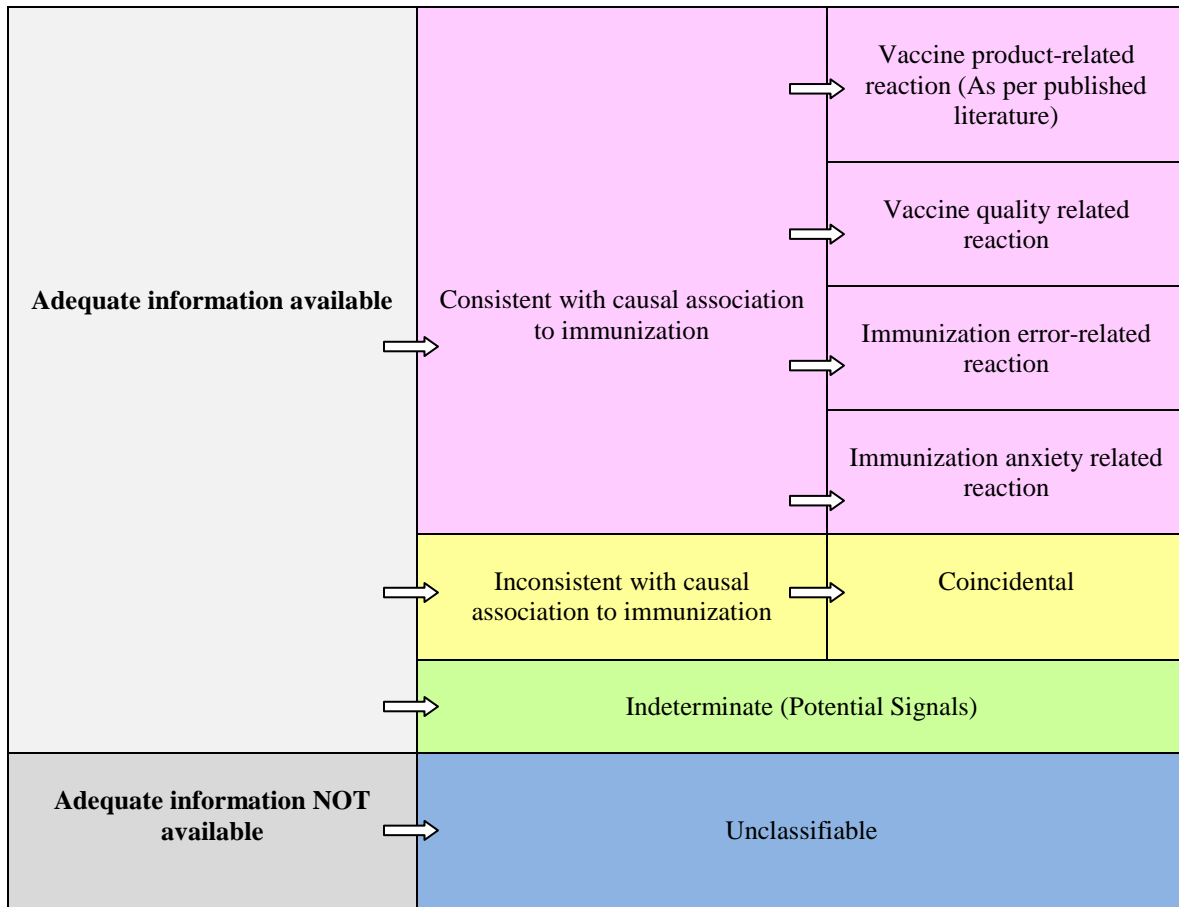 Adequate information available
Consistent with causal association
to immunization
Vaccine product-related
reaction (As per published
literature)
Vaccine quality related
reaction
Immunization error-related
reaction
Immunization anxiety related
reaction
Inconsistent with causal
association to immunization
Coincidental
Indeterminate (Potential Signals)
Adequate information NOT
available
Unclassifiable